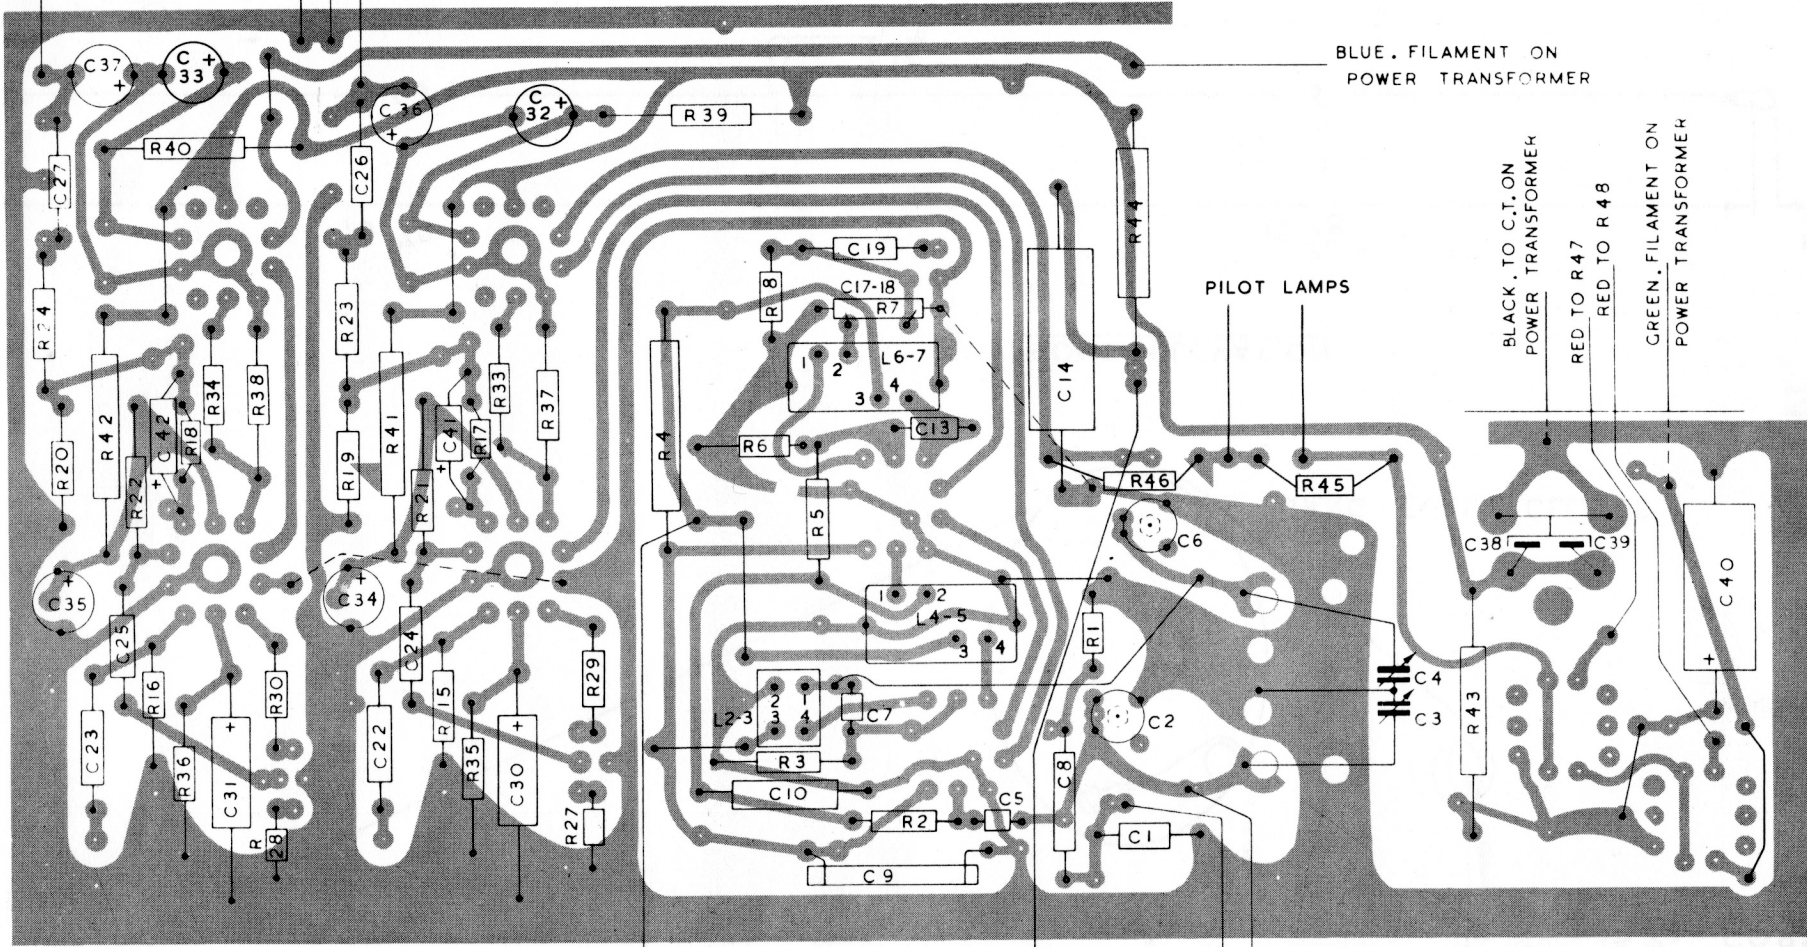 BLUE. FILAMENT ON
POWER TRANSFORMER
C37
+
C +
33
C36
+
C +
32
R39
R40
C27
C26
BLACK. TO C.T. ON
POWER TRANSFORMER
RED TO R47
RED TO R48
GREEN. FILAMENT ON
POWER TRANSFORMER
R44
C19
R8
C17-18
R7
PILOT LAMPS
R24
R23
L6-7
1
2
3
4
C14
R4
R42
R34
R38
R41
R33
R37
C42
+
R18
C41
+
R17
C13
R6
R20
R22
R19
R21
R5
R46
R45
C6
C38
C39
C40
+
C35
+
C34
+
1
2
L4-5
3
4
C25
C24
R1
R16
R30
R15
R29
L2-3
2
1
3
4
C7
C2
C4
C3
R43
C23
R36
C31
+
C22
R35
C30
+
R3
C10
C8
C5
R2
R
28
R27
C1
C9